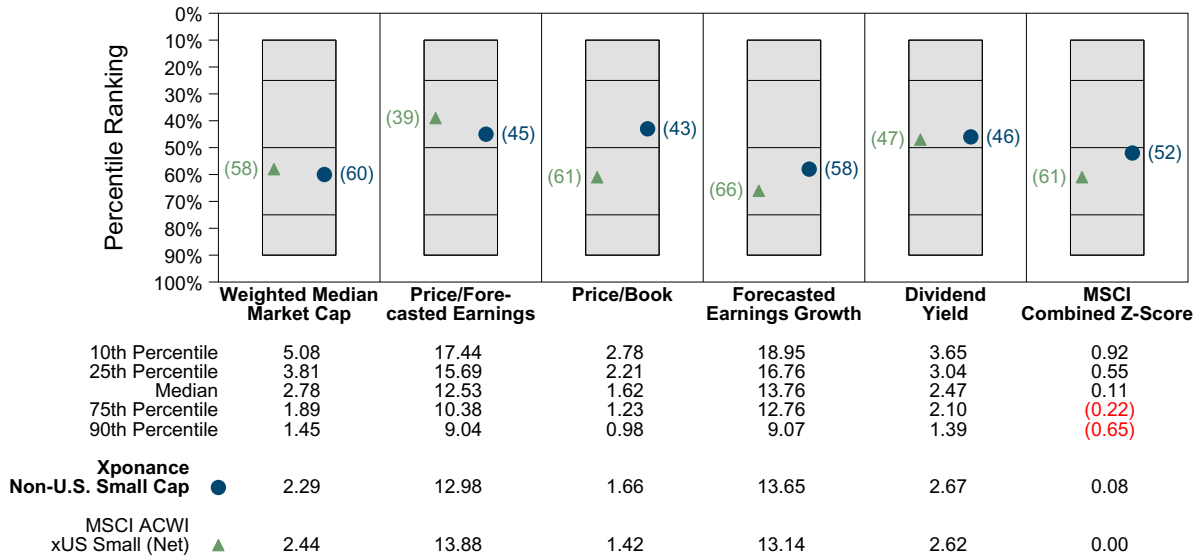 Percentile Ranking
0%
10%
20%
30%
40%
50%
60%
70%
80%
90%
100%
(58)
(60)
(39)
(45)
(61)
(43)
(66)
(58)
(47)
(46)
(61)
(52)
Weighted Median Market Cap
Price/Fore-
casted Earnings
Price/Book
Forecasted
Earnings Growth
Dividend
Yield
MSCI
Combined Z-Score
10th Percentile 5.08 17.44 2.78 18.95 3.65 0.92
25th Percentile 3.81 15.69 2.21 16.76 3.04 0.55
Median 2.78 12.53 1.62 13.76 2.47 0.11
75th Percentile 1.89 10.38 1.23 12.76 2.10 (0.22)
90th Percentile 1.45 9.04 0.98 9.07 1.39 (0.65)
Xponance
Non-U.S. Small Cap 2.29 12.98 1.66 13.65 2.67 0.08
MSCI ACWI
xUS Small (Net) 2.44 13.88 1.42 13.14 2.62 0.00